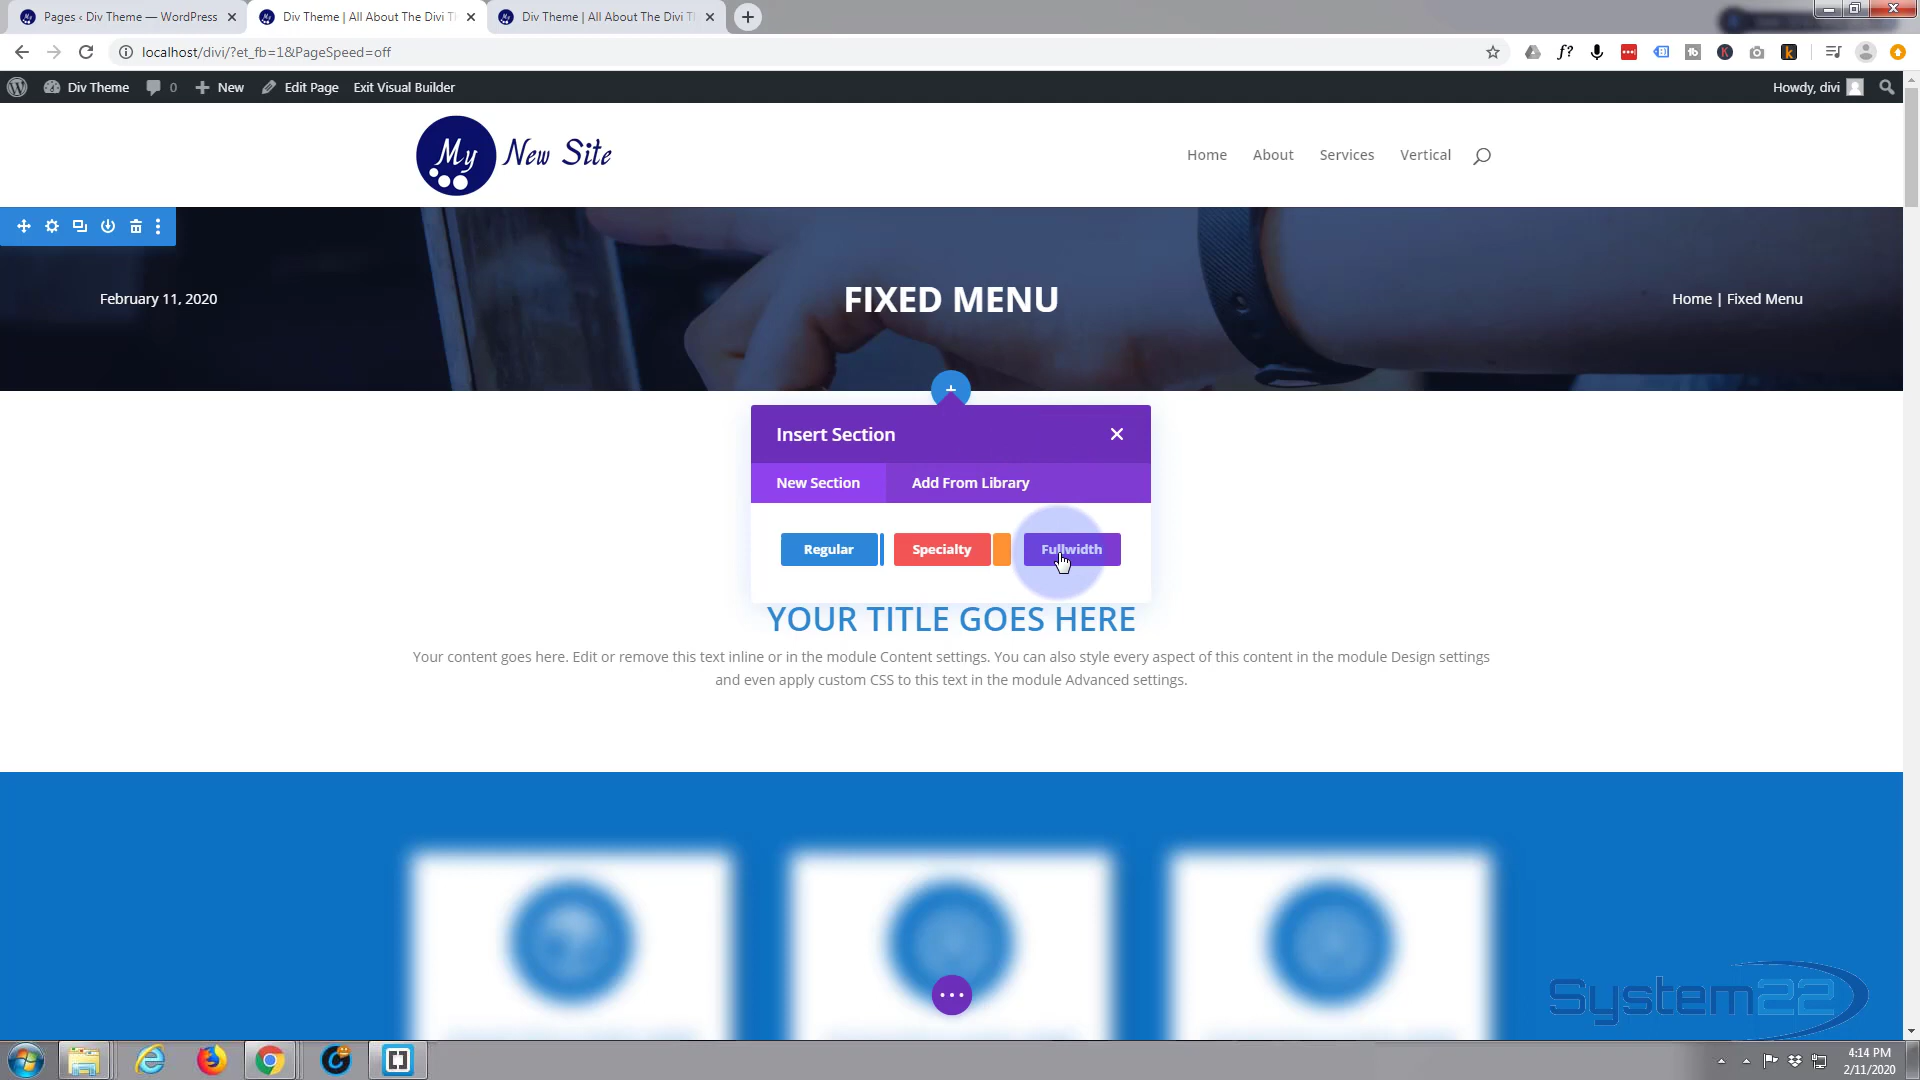 Pages ‹ Div Theme — WordPress
Div Theme | All About The Divi Th
Div Theme | All About The Divi Ti
localhost/divi/?et_fb=1&PageSpeed=off
Div Theme
0
New
Edit Page
Exit Visual Builder
Howdy, divi
My New Site
Home
About
Services
Vertical
February 11, 2020
FIXED MENU
Home | Fixed Menu
Insert Section
New Section
Add From Library
Regular
Specialty
Fullwidth
YOUR TITLE GOES HERE
Your content goes here. Edit or remove this text inline or in the module Content settings. You can also style every aspect of this content in the module Design settings
and even apply custom CSS to this text in the module Advanced settings.
System22
4:14 PM
2/11/2020